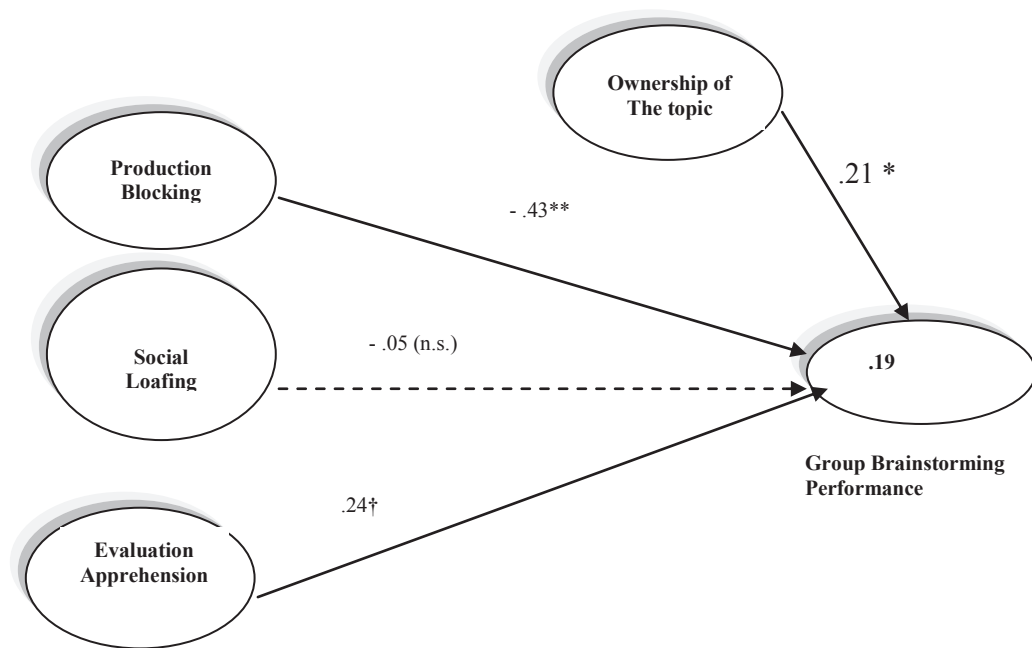 Ownership of
The topic
Production
Blocking
.21 *
- .43**
Social
Loafing
- .05 (n.s.)
.19
Group Brainstorming
Performance
.24†
Evaluation
Apprehension